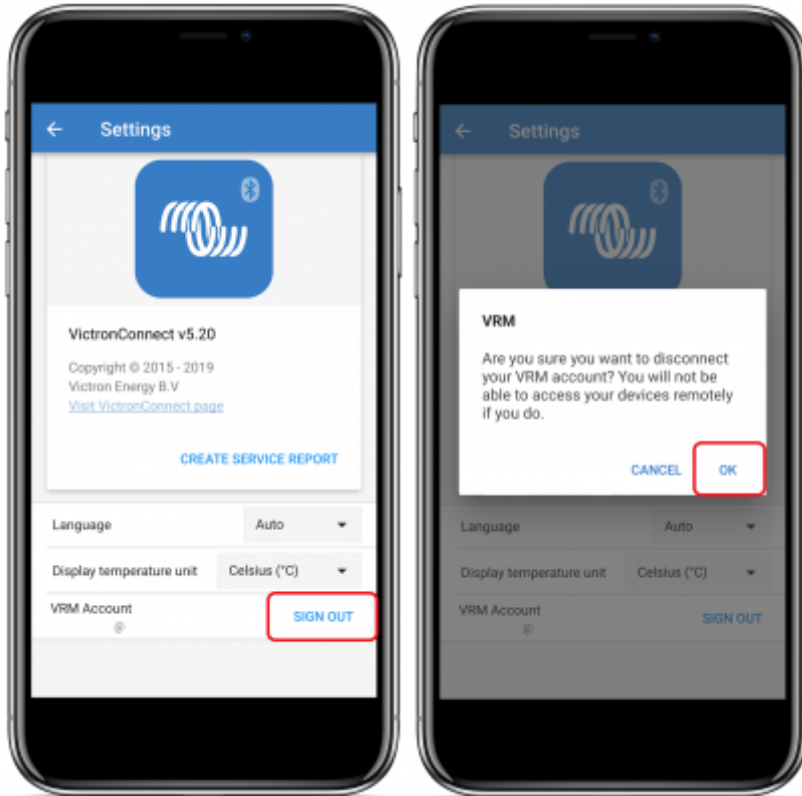 Settings
VictronConnect v5.20
Copyright © 2015 - 2019
Victron Energy B.V
Visit VictronConnect page
CREATE SERVICE REPORT
Language Auto
Display temperature unit Celsius (°C)
VRM Account SIGN OUT
@
Settings
VRM
Are you sure you want to disconnect
your VRM account? You will not be
able to access your devices remotely
if you do.
CANCEL OK
Language Auto
Display temperature unit Celsius (°C)
VRM Account SIGN OUT
@